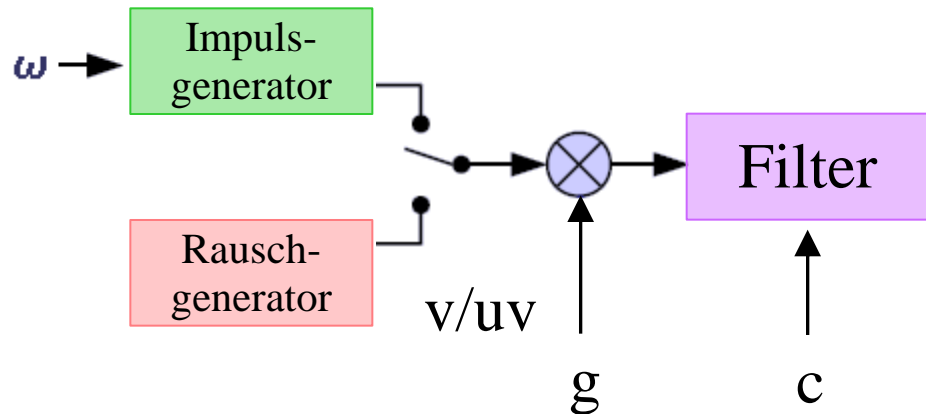 Impuls-
generator
ω
Filter
Rausch-
generator
v/uv
g
c